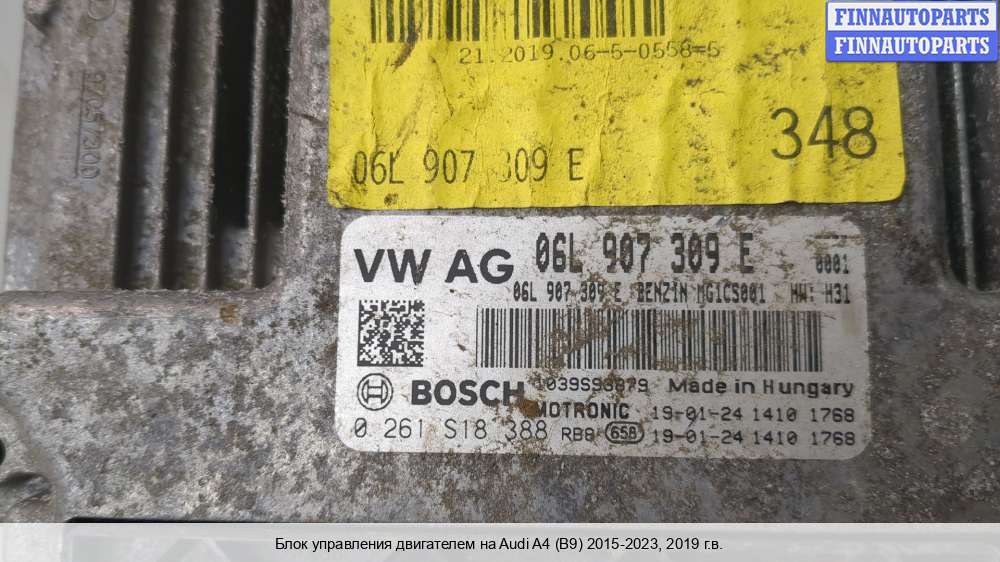 FINNAUTOPARTS
FINNAUTOPARTS
21.2019 06-5-0558-5
348
06L 907 309 E
VW AG 06L 907 309 E 0001
06L 907 309 E BENZIN MG1CS001 HW: H31
BOSCH Made in Hungary
MOTRONIC 19-01-24 1410 1768
0 261 S18 388 RBS 658 19-01-24 1410 1768
Блок управления двигателем на Audi A4 (B9) 2015-2023, 2019 г.в.